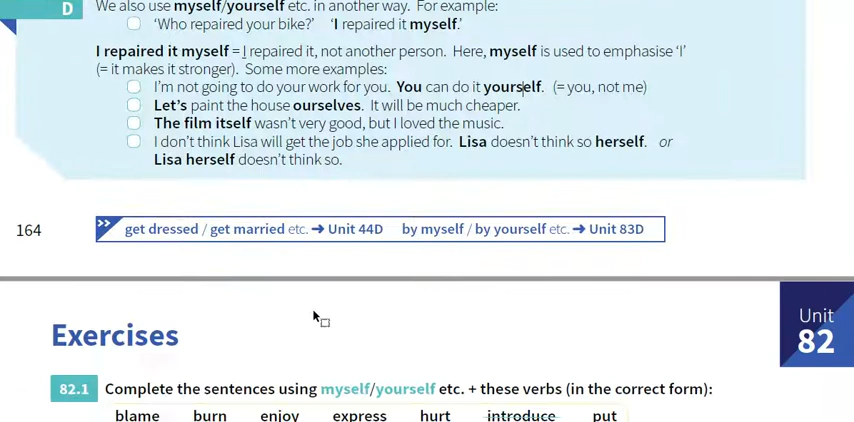 D
We also use myself/yourself etc. in another way. For example:
‘Who repaired your bike?’ ‘I repaired it myself.’
I repaired it myself = I repaired it, not another person. Here, myself is used to emphasise ‘I’
(= it makes it stronger). Some more examples:
I’m not going to do your work for you. You can do it yourself. (= you, not me)
Let’s paint the house ourselves. It will be much cheaper.
The film itself wasn’t very good, but I loved the music.
I don’t think Lisa will get the job she applied for. Lisa doesn’t think so herself. or
Lisa herself doesn’t think so.
164
>> get dressed / get married etc. ➜ Unit 44D by myself / by yourself etc. ➜ Unit 83D
Unit
82
Exercises
82.1 Complete the sentences using myself/yourself etc. + these verbs (in the correct form):
blame burn enjoy express hurt introduce put